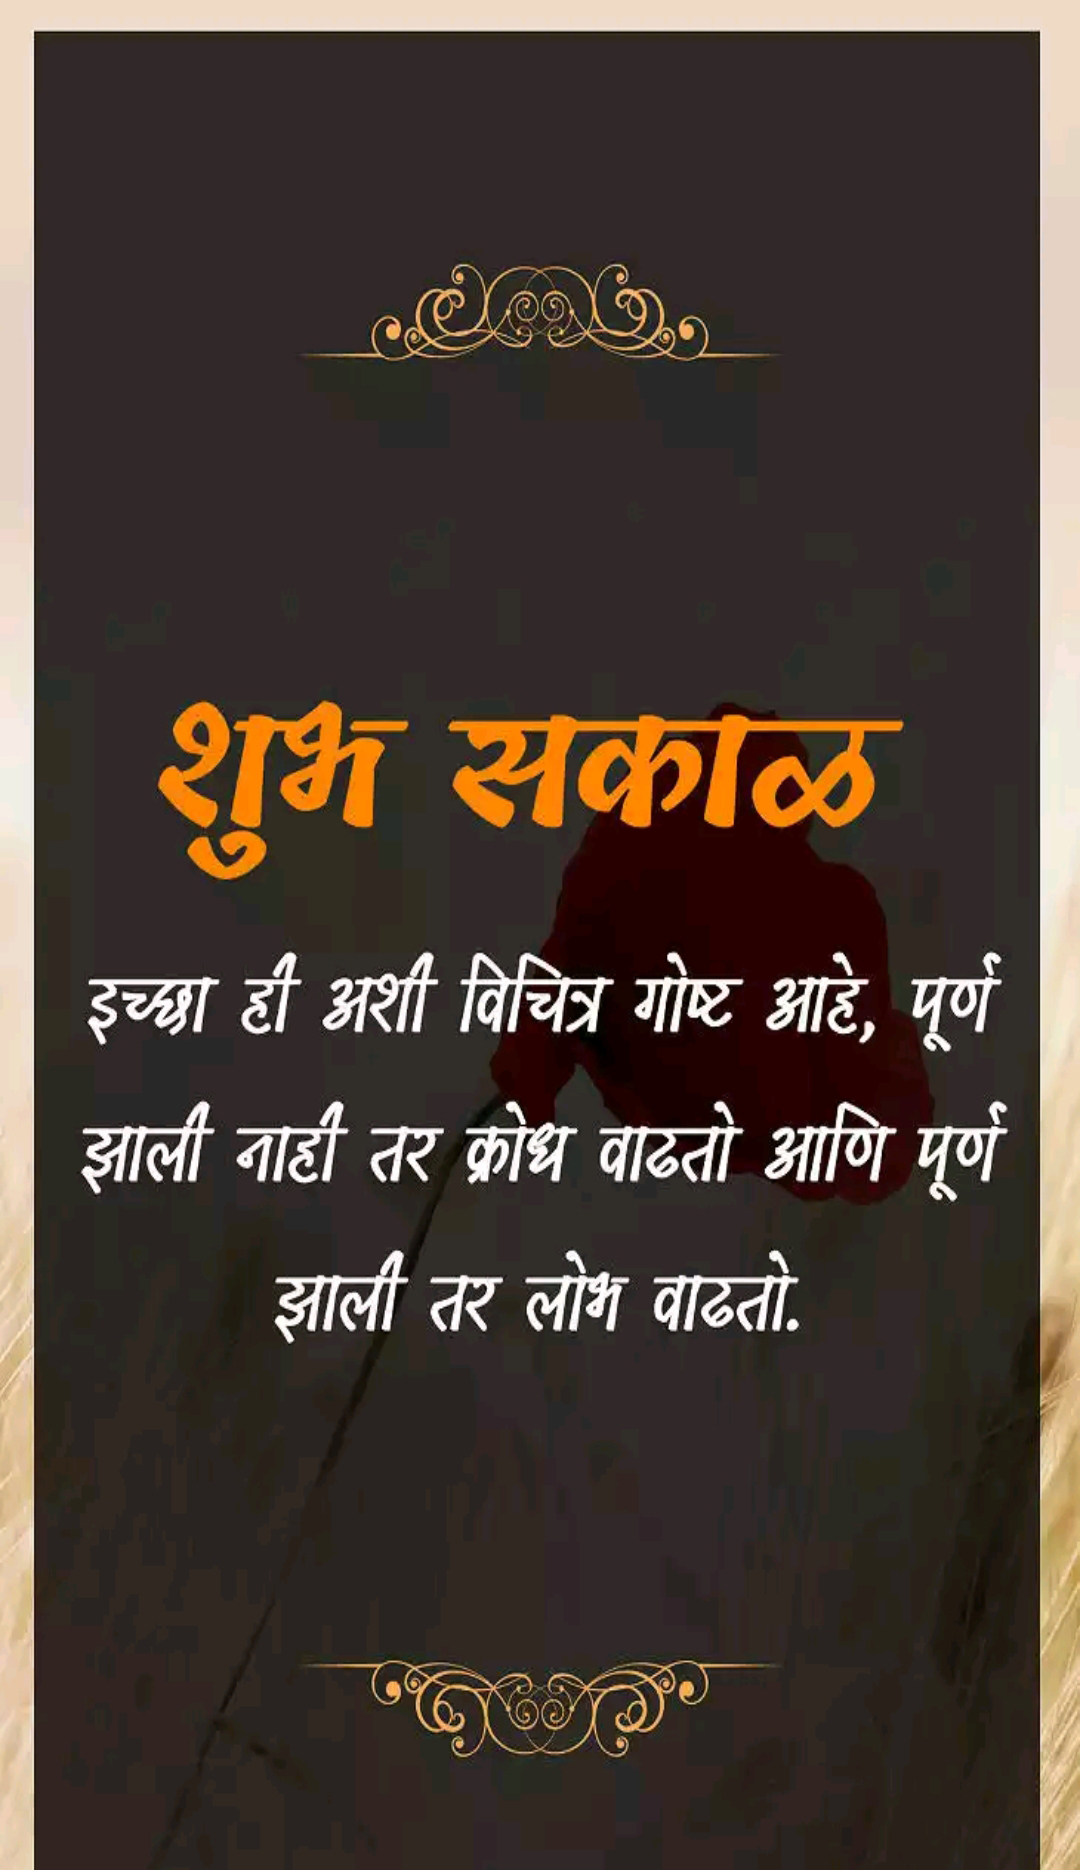 शुभ सकाळ
इच्छा ही अशी विचित्र गोष्ट आहे, पूर्ण
झाली नाही तर क्रोध वाढतो आणि पूर्ण
झाली तर लोभ वाढतो.